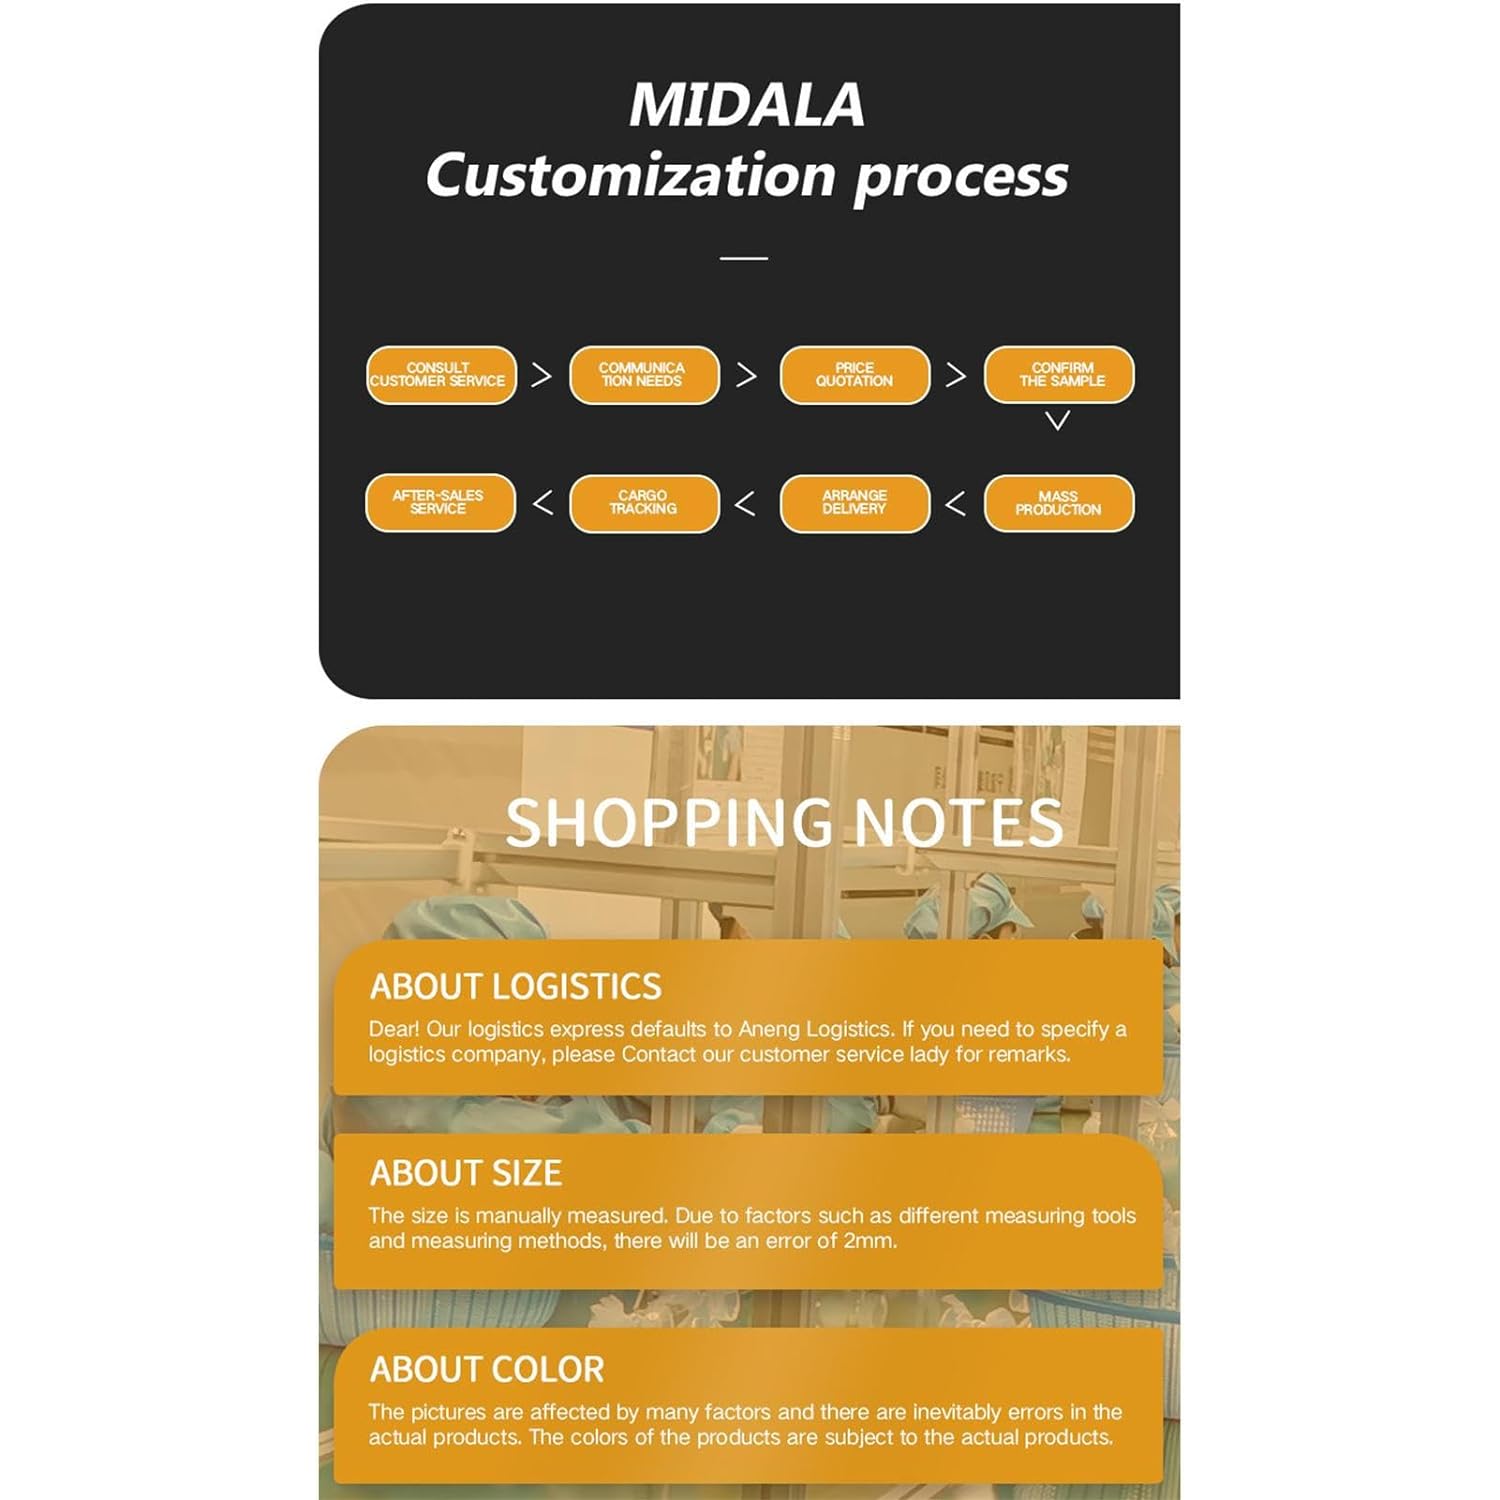 MIDALA
Customization process
CONSULT
CUSTOMER SERVICE
>
COMMUNICA
TION NEEDS
>
PRICE
QUOTATION
>
CONFIRM
THE SAMPLE
AFTER-SALES
SERVICE
<
CARGO
TRACKING
<
ARRANGE
DELIVERY
<
MASS
PRODUCTION
SHOPPING NOTES
ABOUT LOGISTICS
Dear! Our logistics express defaults to Aneng Logistics. If you need to specify a
logistics company, please Contact our customer service lady for remarks.
ABOUT SIZE
The size is manually measured. Due to factors such as different measuring tools
and measuring methods, there will be an error of 2mm.
ABOUT COLOR
The pictures are affected by many factors and there are inevitably errors in the
actual products. The colors of the products are subject to the actual products.